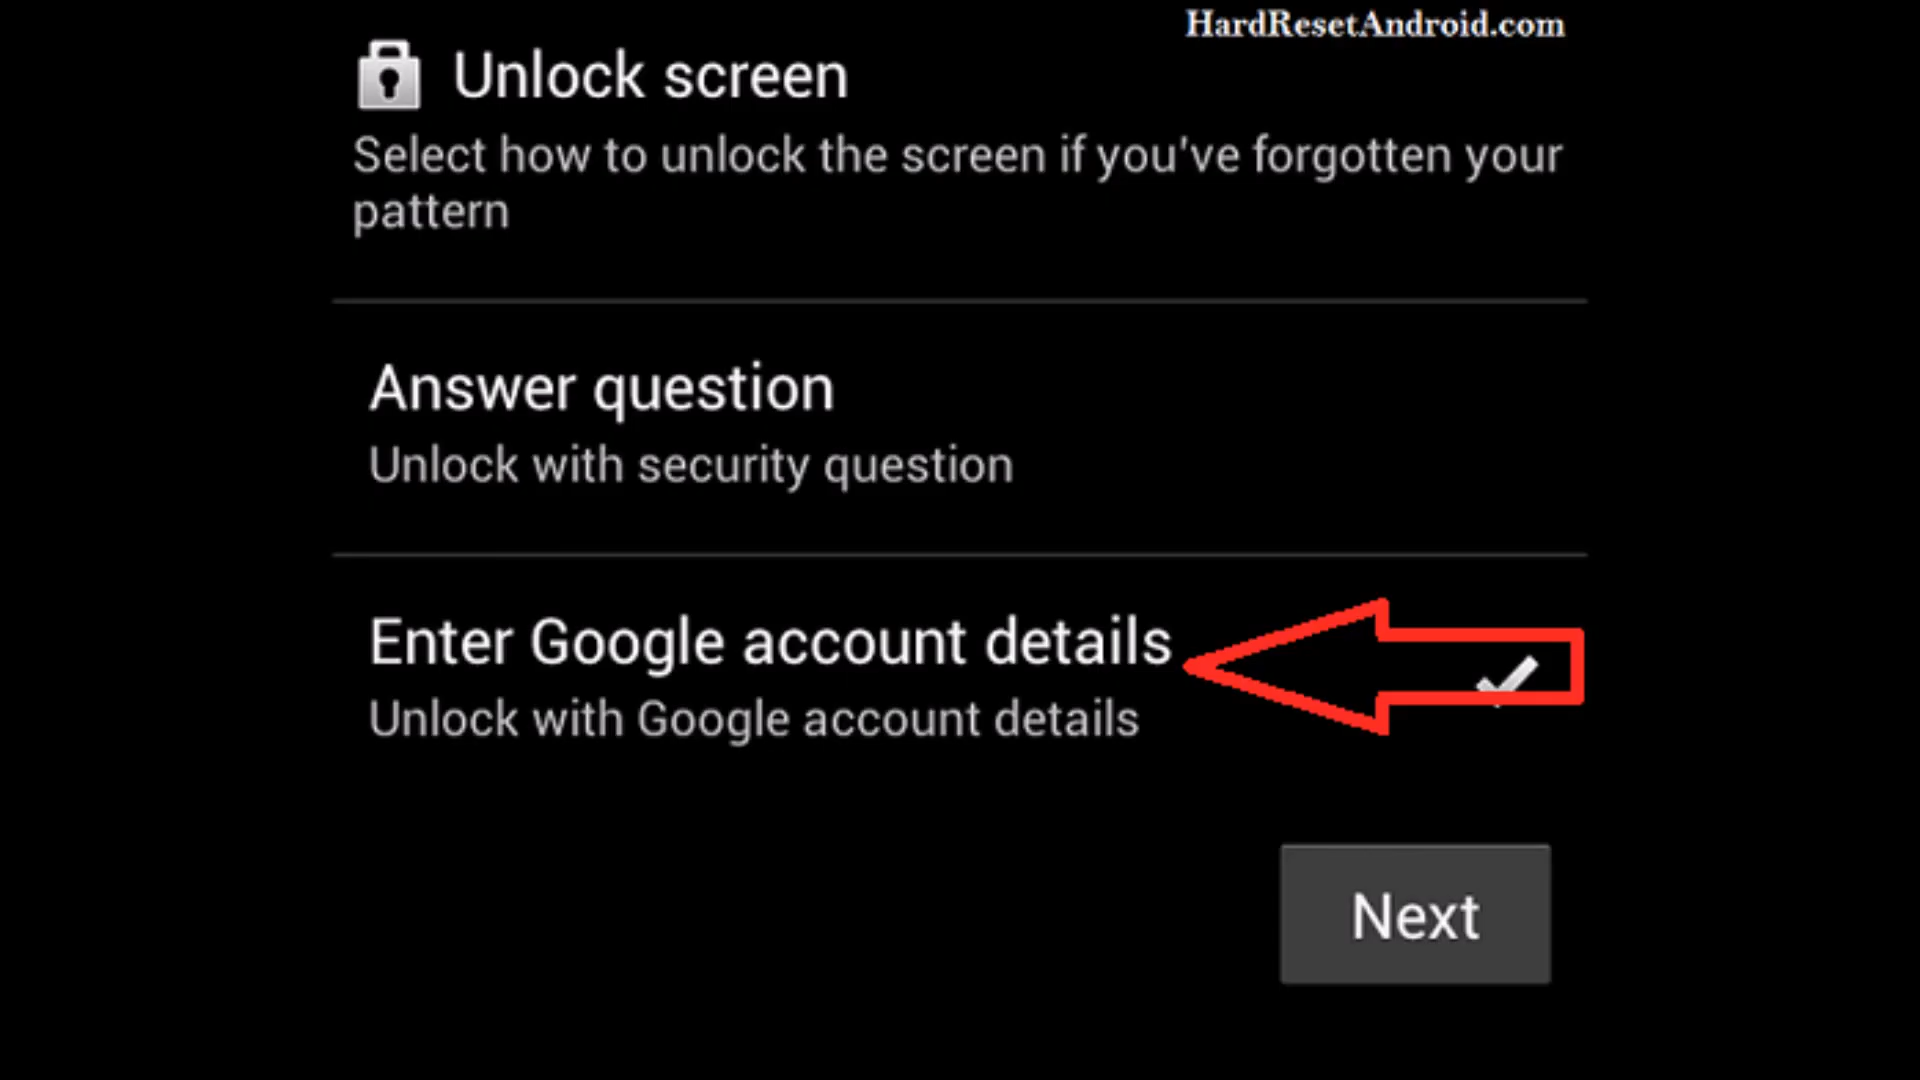 HardResetAndroid.com
Unlock screen
Select how to unlock the screen if you've forgotten your
pattern
Answer question
Unlock with security question
Enter Google account details
Unlock with Google account details
Next